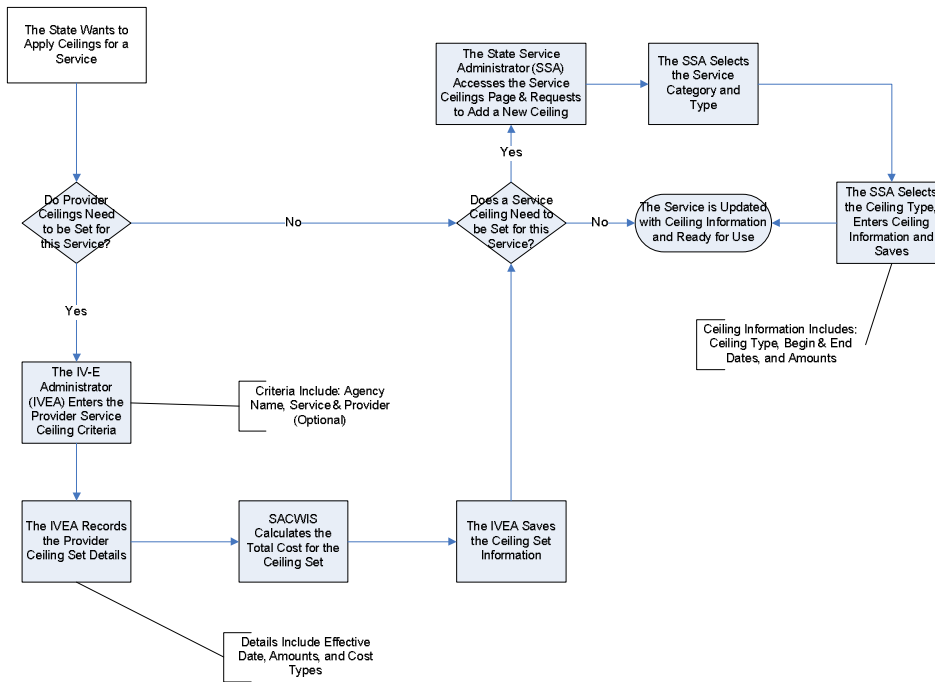 The State Wants to
Apply Ceilings for a
Service
The State Service
Administrator (SSA)
Accesses the Service
Ceilings Page & Requests
to Add a New Ceiling
The SSA Selects
the Service
Category and
Type
Yes
Do Provider
Ceilings Need
to be Set for
this Service?
No
Does a Service
Ceiling Need to
be Set for this
Service?
No
The Service is Updated
with Ceiling Information
and Ready for Use
The SSA Selects
the Ceiling Type,
Enters Ceiling
Information and
Saves
Yes
Ceiling Information Includes:
Ceiling Type, Begin & End
Dates, and Amounts
The IV-E
Administrator
(IVEA) Enters the
Provider Service
Ceiling Criteria
Criteria Include: Agency
Name, Service & Provider
(Optional)
The IVEA Records
the Provider
Ceiling Set Details
SACWIS
Calculates the
Total Cost for the
Ceiling Set
The IVEA Saves
the Ceiling Set
Information
Details Include Effective
Date, Amounts, and Cost
Types